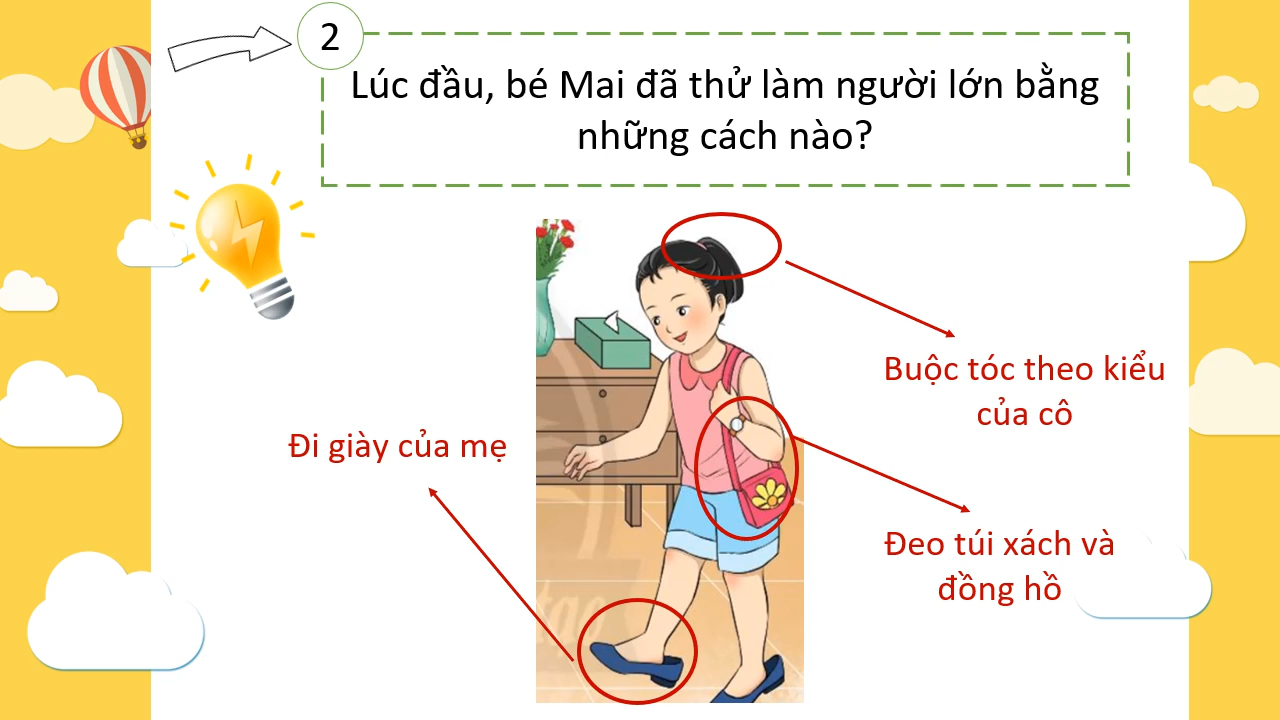 2
Lúc đầu, bé Mai đã thử làm người lớn bằng
những cách nào?
Buộc tóc theo kiểu
của cô
Đi giày của mẹ
Đeo túi xách và
đồng hồ